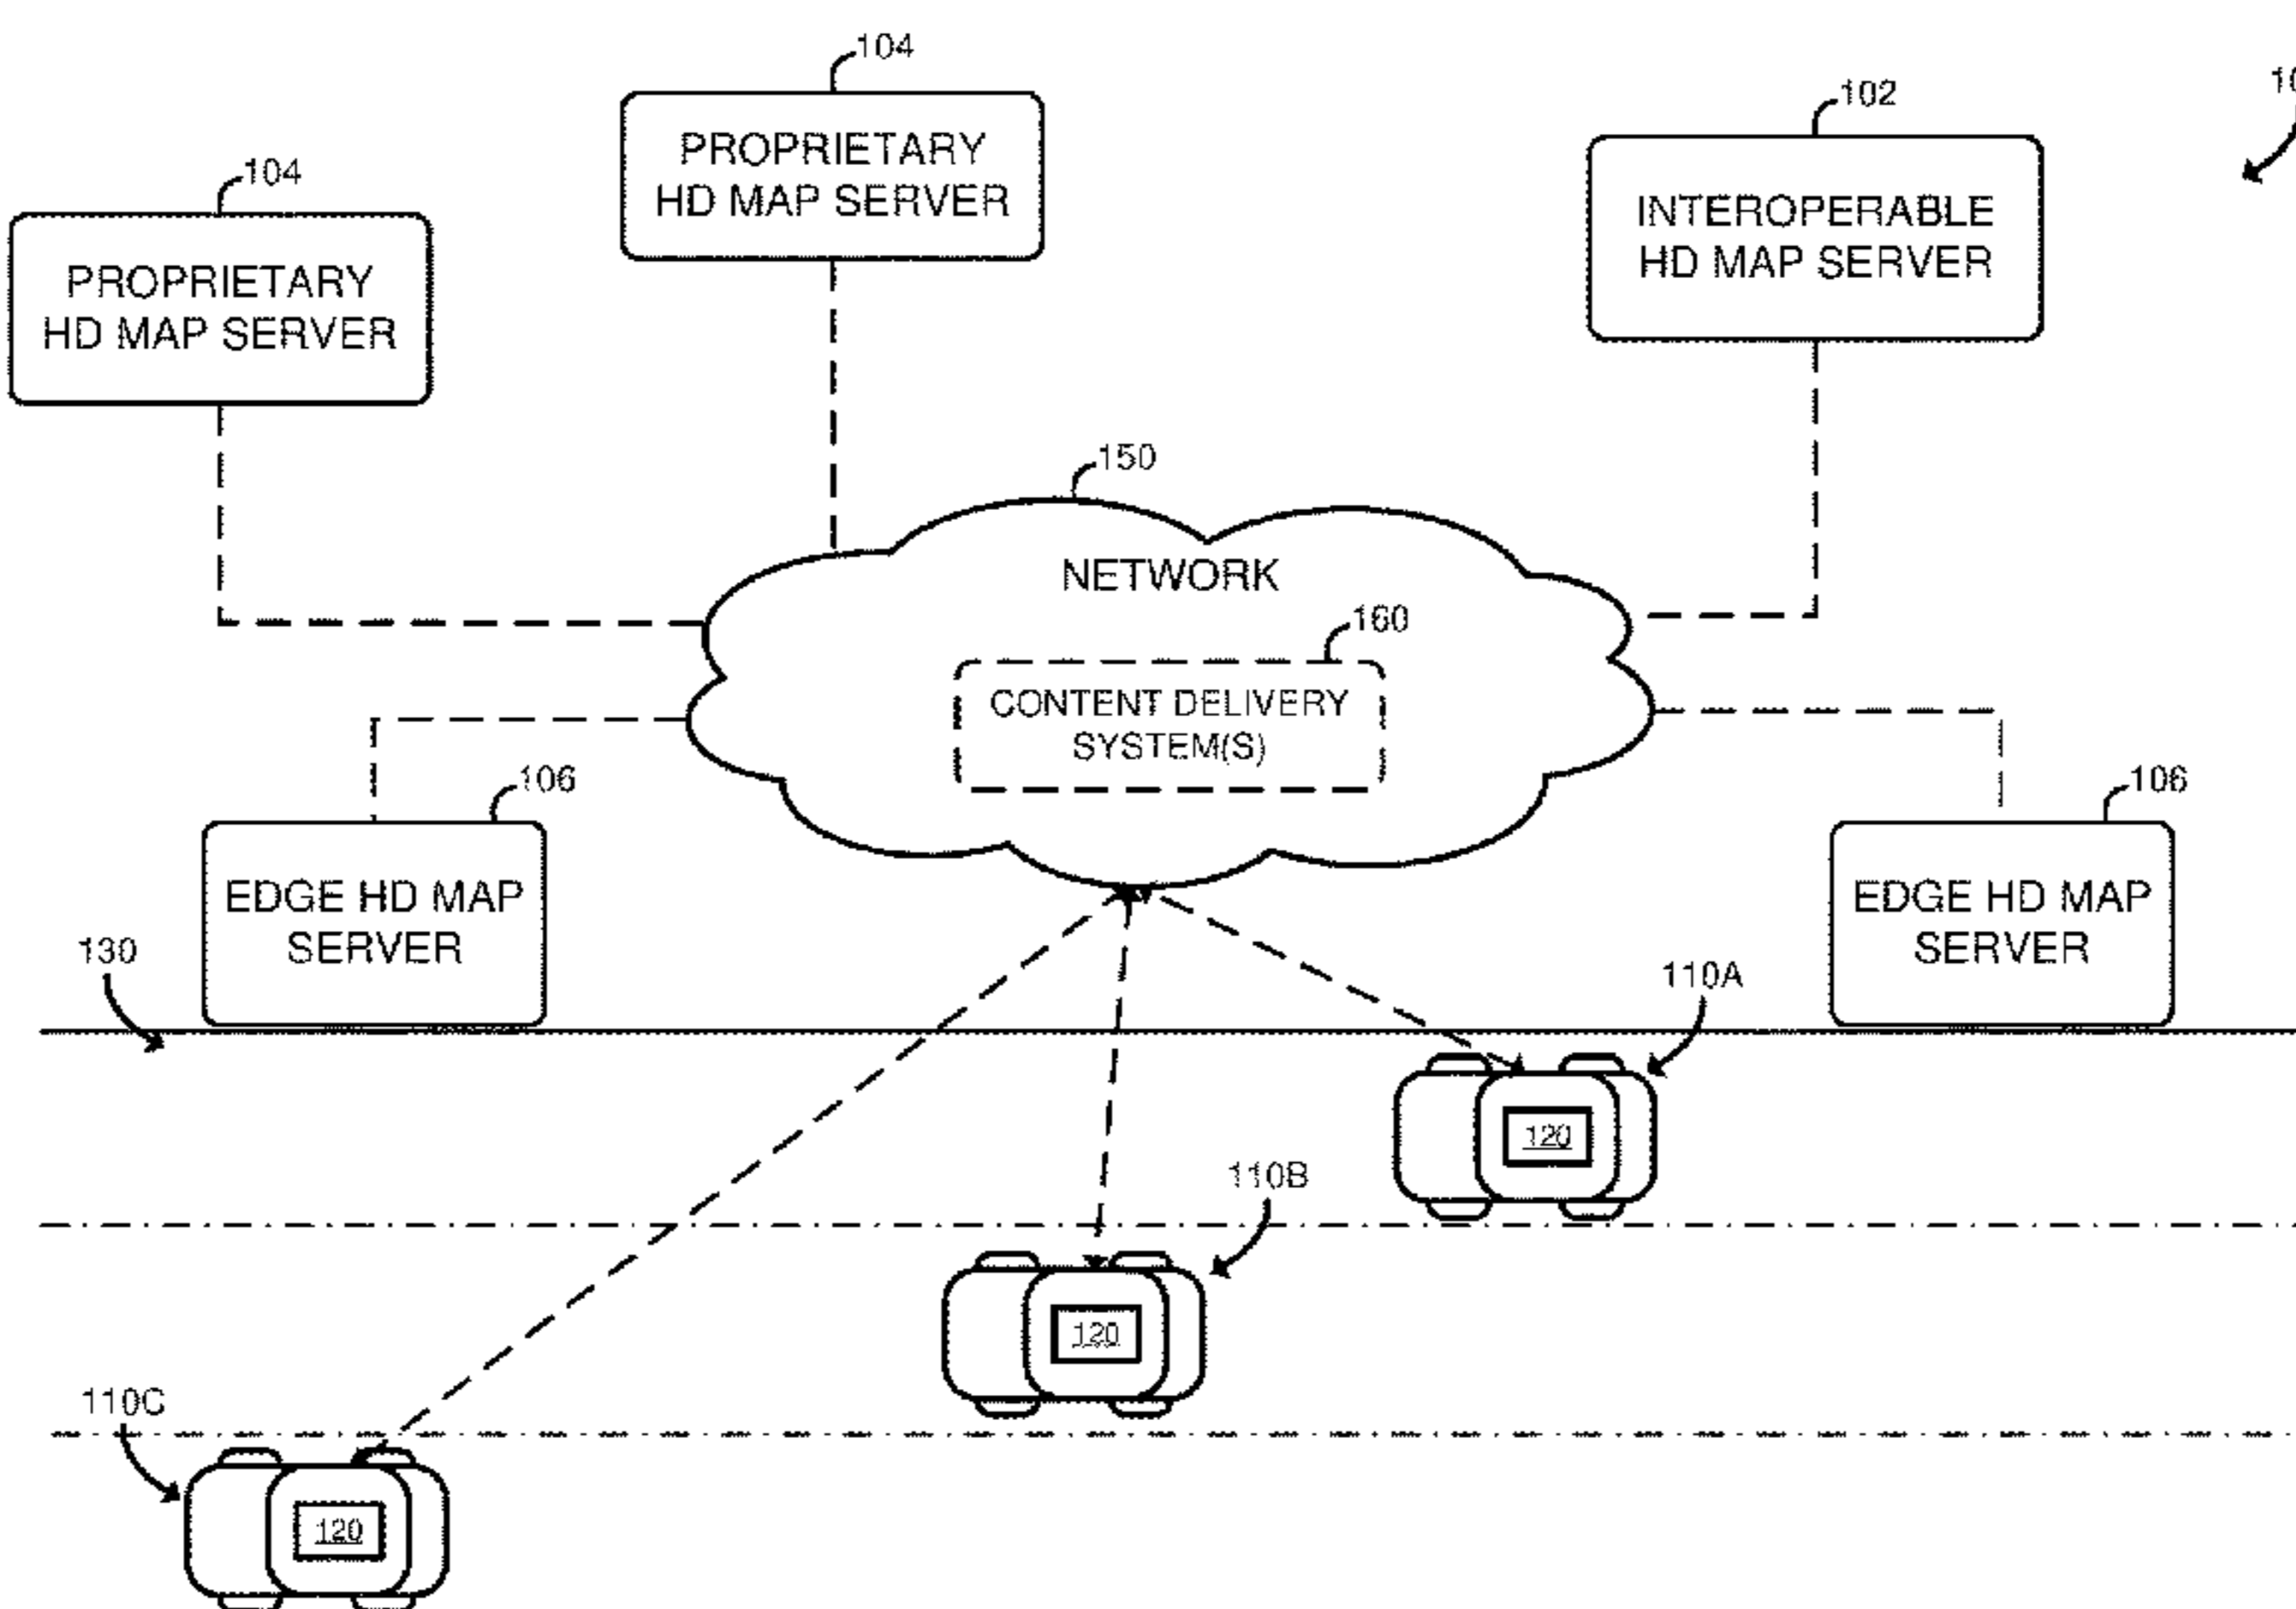 104
104
102
PROPRIETARY
HD MAP SERVER
PROPRIETARY
HD MAP SERVER
INTEROPERABLE
HD MAP SERVER
150
NETWORK
160
CONTENT DELIVERY
SYSTEM(S)
106
106
EDGE HD MAP
SERVER
EDGE HD MAP
SERVER
130
110A
120
110B
120
110C
120